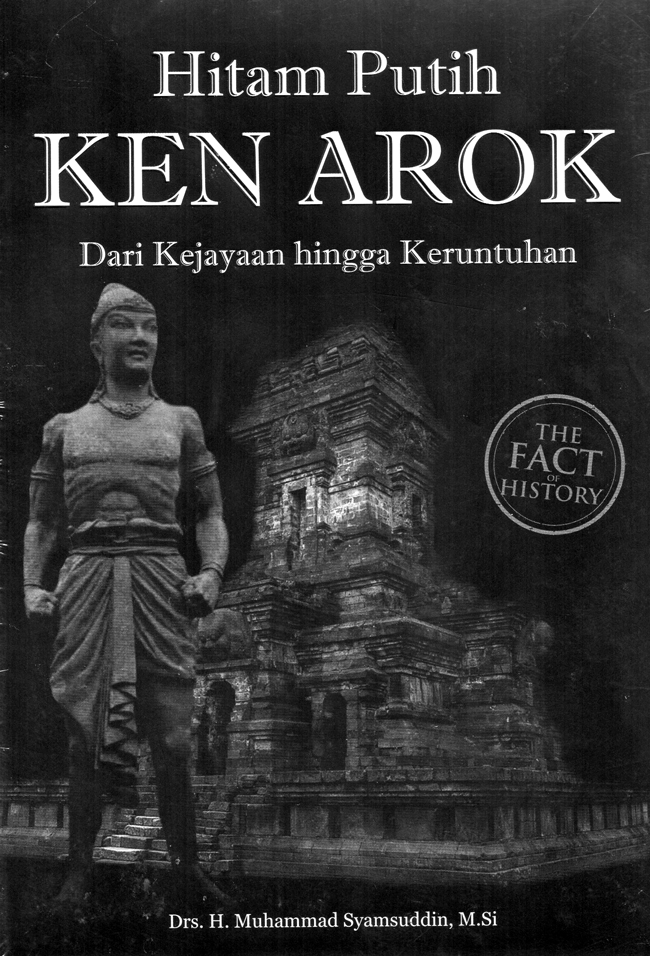 Hitam Putih
KEN AROK
Dari Kejayaan hingga Keruntuhan
THE
FACT
OF
HISTORY
Drs. H. Muhammad Syamsuddin, M.Si